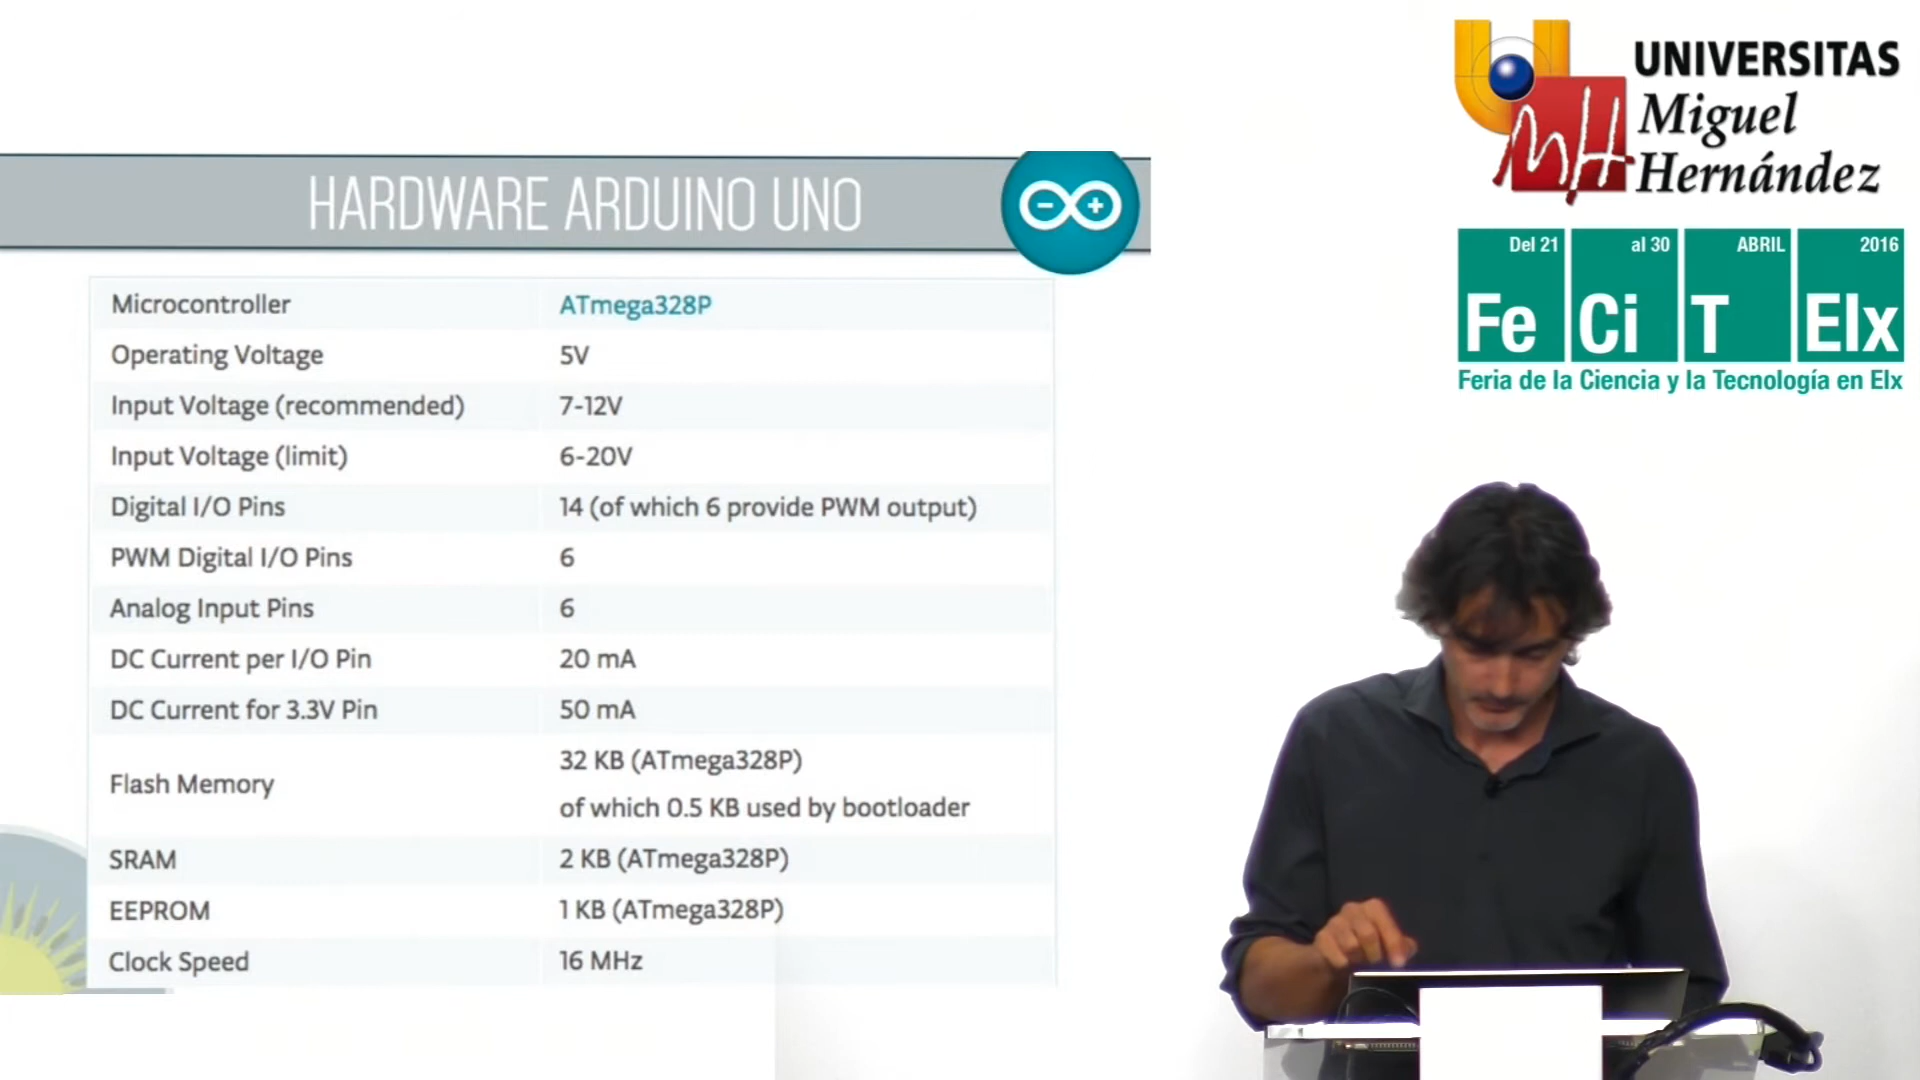 HARDWARE ARDUINO UNO
Microcontroller ATmega328P
Operating Voltage 5V
Input Voltage (recommended) 7-12V
Input Voltage (limit) 6-20V
Digital I/O Pins 14 (of which 6 provide PWM output)
PWM Digital I/O Pins 6
Analog Input Pins 6
DC Current per I/O Pin 20 mA
DC Current for 3.3V Pin 50 mA
Flash Memory 32 KB (ATmega328P)
of which 0.5 KB used by bootloader
SRAM 2 KB (ATmega328P)
EEPROM 1 KB (ATmega328P)
Clock Speed 16 MHz
UNIVERSITAS
Miguel
Hernández
Del 21 al 30 ABRIL 2016
Fe Ci T Elx
Feria de la Ciencia y la Tecnología en Elx